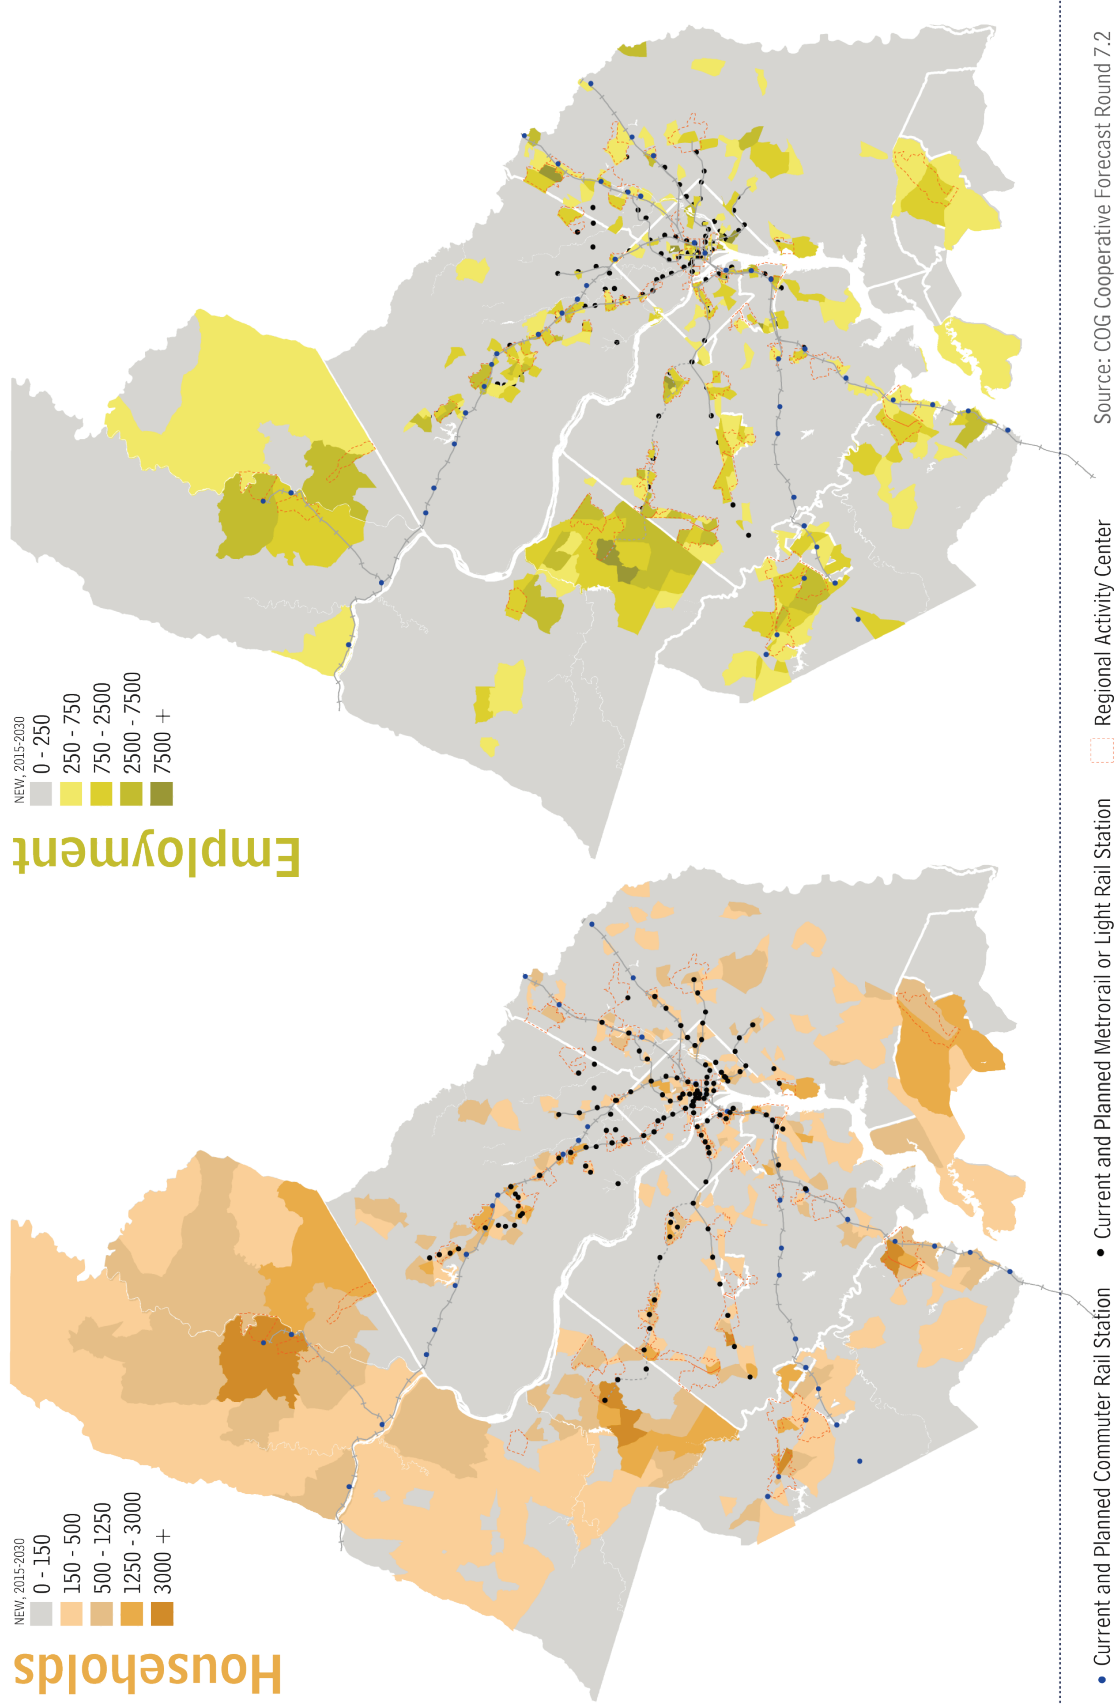 Households
NEW, 2015-2030
0 - 150
150 - 500
500 - 1250
1250 - 3000
3000 +
Employment
NEW, 2015-2030
0 - 250
250 - 750
750 - 2500
2500 - 7500
7500 +
Current and Planned Commuter Rail Station
Current and Planned Metrorail or Light Rail Station
Regional Activity Center
Source: COG Cooperative Forecast Round 7.2